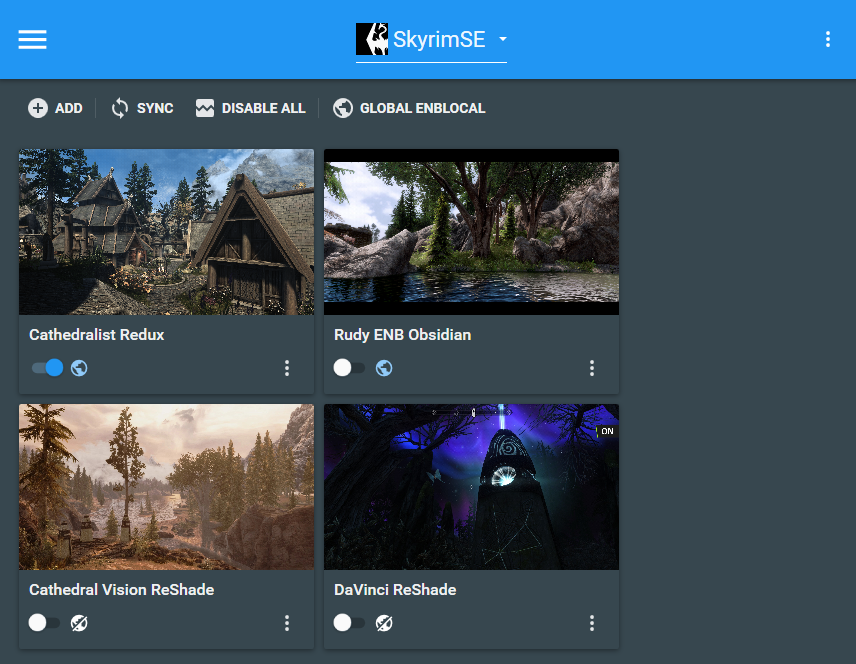 SkyrimSE
ADD
SYNC
DISABLE ALL
GLOBAL ENBLOCAL
Cathedralist Redux
Rudy ENB Obsidian
ON
Cathedral Vision ReShade
DaVinci ReShade